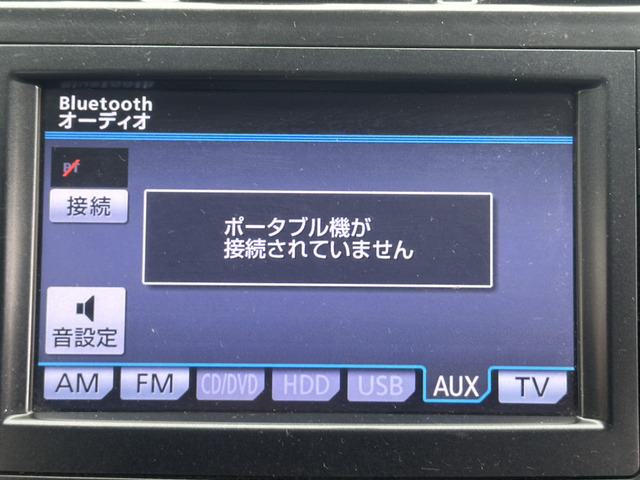 Bluetooth
オーディオ
接続
ポータブル機が
接続されていません
音設定
AM FM CD/DVD HDD USB AUX TV